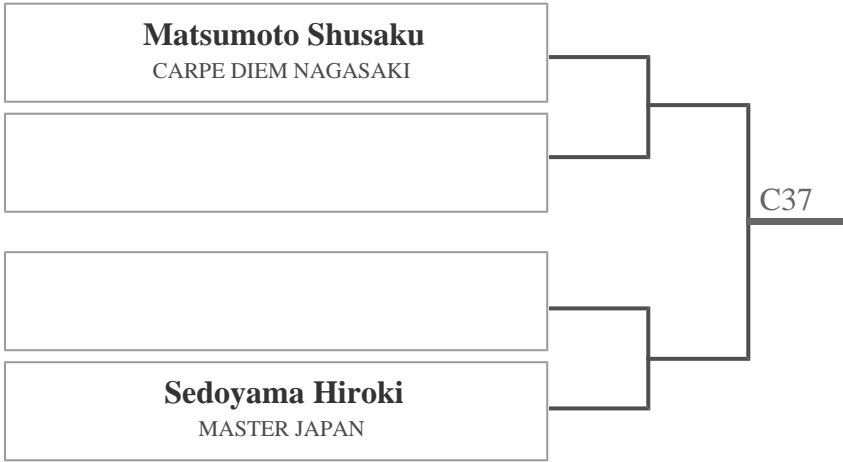 Matsumoto Shusaku
CARPE DIEM NAGASAKI
C37
Sedoyama Hiroki
MASTER JAPAN